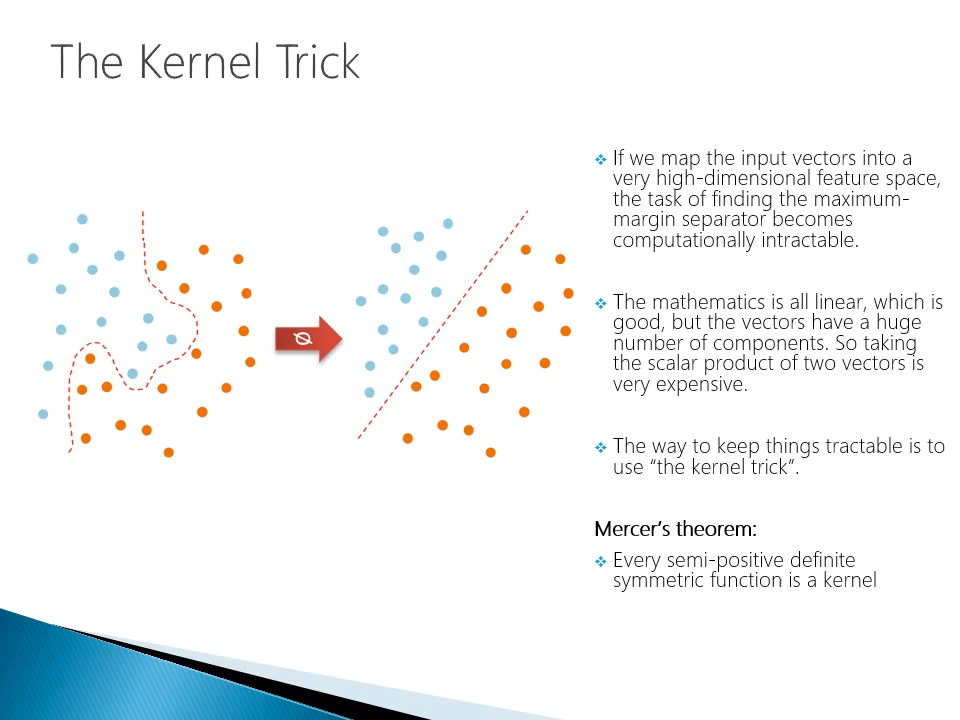 The Kernel Trick
❖ If we map the input vectors into a
very high-dimensional feature space,
the task of finding the maximum-
margin separator becomes
computationally intractable.
❖ The mathematics is all linear, which is
good, but the vectors have a huge
number of components. So taking
the scalar product of two vectors is
very expensive.
❖ The way to keep things tractable is to
use “the kernel trick”.
Mercer’s theorem:
❖ Every semi-positive definite
symmetric function is a kernel
Ø